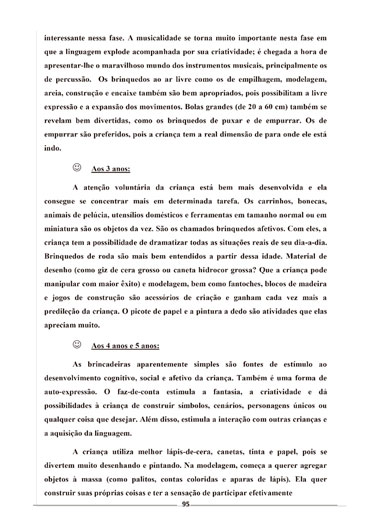 interessante nessa fase. A musicalidade se torna muito importante nesta fase em
que a linguagem explode acompanhada por sua criatividade; é chegada a hora de
apresentar-lhe o maravilhoso mundo dos instrumentos musicais, principalmente os
de percussão. Os brinquedos ao ar livre como os de empilhagem, modelagem,
areia, construção e encaixe também são bem apropriados, pois possibilitam a livre
expressão e a expansão dos movimentos. Bolas grandes (de 20 a 60 cm) também se
revelam bem divertidas, como os brinquedos de puxar e de empurrar. Os de
empurrar são preferidos, pois a criança tem a real dimensão de para onde ele está
indo.
☺ Aos 3 anos:
A atenção voluntária da criança está bem mais desenvolvida e ela
consegue se concentrar mais em determinada tarefa. Os carrinhos, bonecas,
animais de pelúcia, utensílios domésticos e ferramentas em tamanho normal ou em
miniatura são os objetos da vez. São os chamados brinquedos afetivos. Com eles, a
criança tem a possibilidade de dramatizar todas as situações reais de seu dia-a-dia.
Brinquedos de roda são mais bem entendidos a partir dessa idade. Material de
desenho (como giz de cera grosso ou caneta hidrocor grossa? Que a criança pode
manipular com maior êxito) e modelagem, bem como fantoches, blocos de madeira
e jogos de construção são acessórios de criação e ganham cada vez mais a
predileção da criança. O picote de papel e a pintura a dedo são atividades que elas
apreciam muito.
☺ Aos 4 anos e 5 anos:
As brincadeiras aparentemente simples são fontes de estímulo ao
desenvolvimento cognitivo, social e afetivo da criança. Também é uma forma de
auto-expressão. O faz-de-conta estimula a fantasia, a criatividade e dá
possibilidades à criança de construir símbolos, cenários, personagens únicos ou
qualquer coisa que desejar. Além disso, estimula a interação com outras crianças e
a aquisição da linguagem.
A criança utiliza melhor lápis-de-cera, canetas, tinta e papel, pois se
divertem muito desenhando e pintando. Na modelagem, começa a querer agregar
objetos à massa (como palitos, contas coloridas e aparas de lápis). Ela quer
construir suas próprias coisas e ter a sensação de participar efetivamente
95